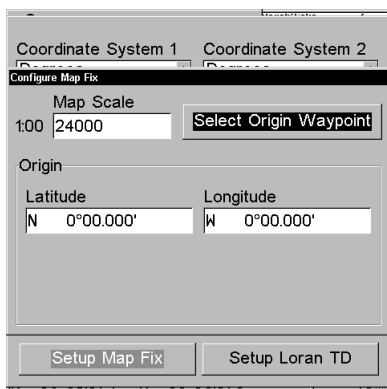 Coordinate System 1 Coordinate System 2
Configure Map Fix
Map Scale
1:00 24000 Select Origin Waypoint
Origin
Latitude Longitude
N 0°00.000' W 0°00.000'
Setup Map Fix Setup Loran TD